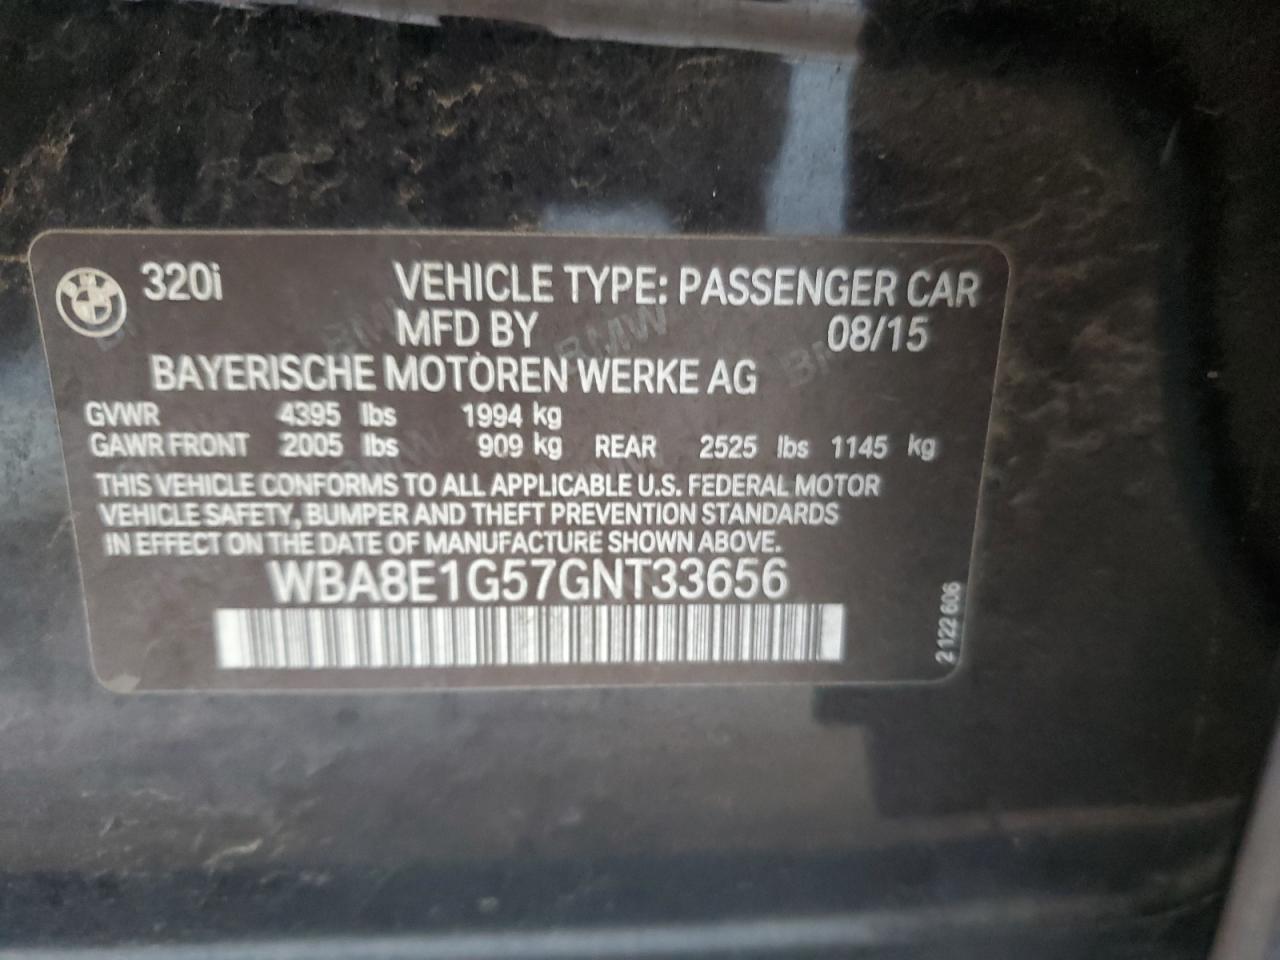 320i VEHICLE TYPE: PASSENGER CAR
MFD BY 08/15
BAYERISCHE MOTOREN WERKE AG
GVWR 4395 lbs 1994 kg
GAWR FRONT 2005 lbs 909 kg REAR 2525 lbs 1145 kg
THIS VEHICLE CONFORMS TO ALL APPLICABLE U.S. FEDERAL MOTOR
VEHICLE SAFETY, BUMPER AND THEFT PREVENTION STANDARDS
IN EFFECT ON THE DATE OF MANUFACTURE SHOWN ABOVE.
WBA8E1G57GNT33656
2 122 606